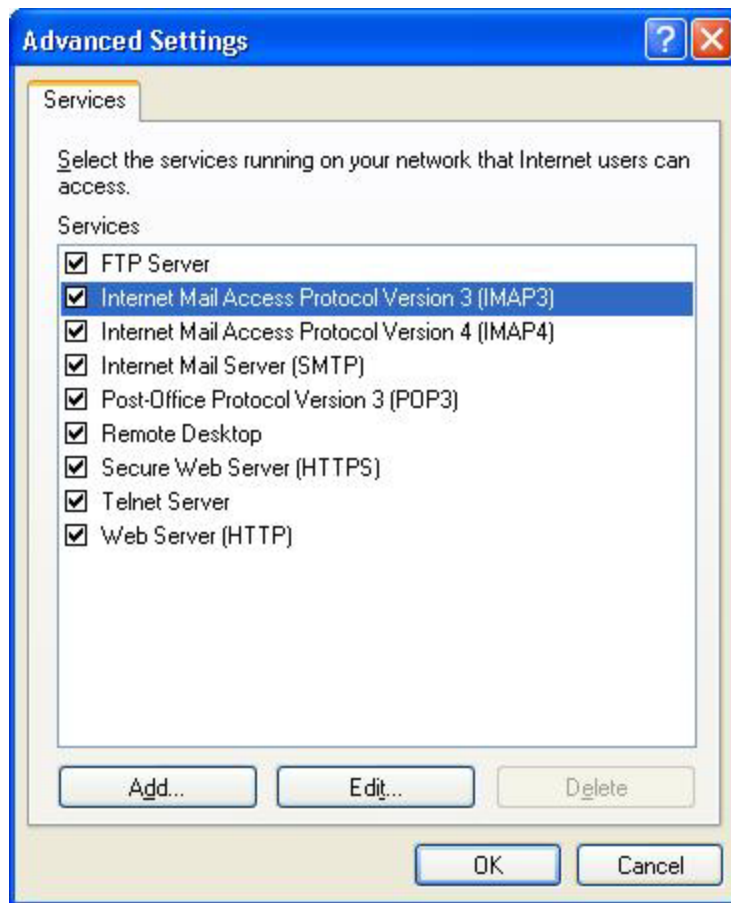 Advanced Settings
Services
Select the services running on your network that Internet users can
access.
Services
FTP Server
Internet Mail Access Protocol Version 3 (IMAP3)
Internet Mail Access Protocol Version 4 (IMAP4)
Internet Mail Server (SMTP)
Post-Office Protocol Version 3 (POP3)
Remote Desktop
Secure Web Server (HTTPS)
Telnet Server
Web Server (HTTP)
Add... Edit... Delete
OK Cancel